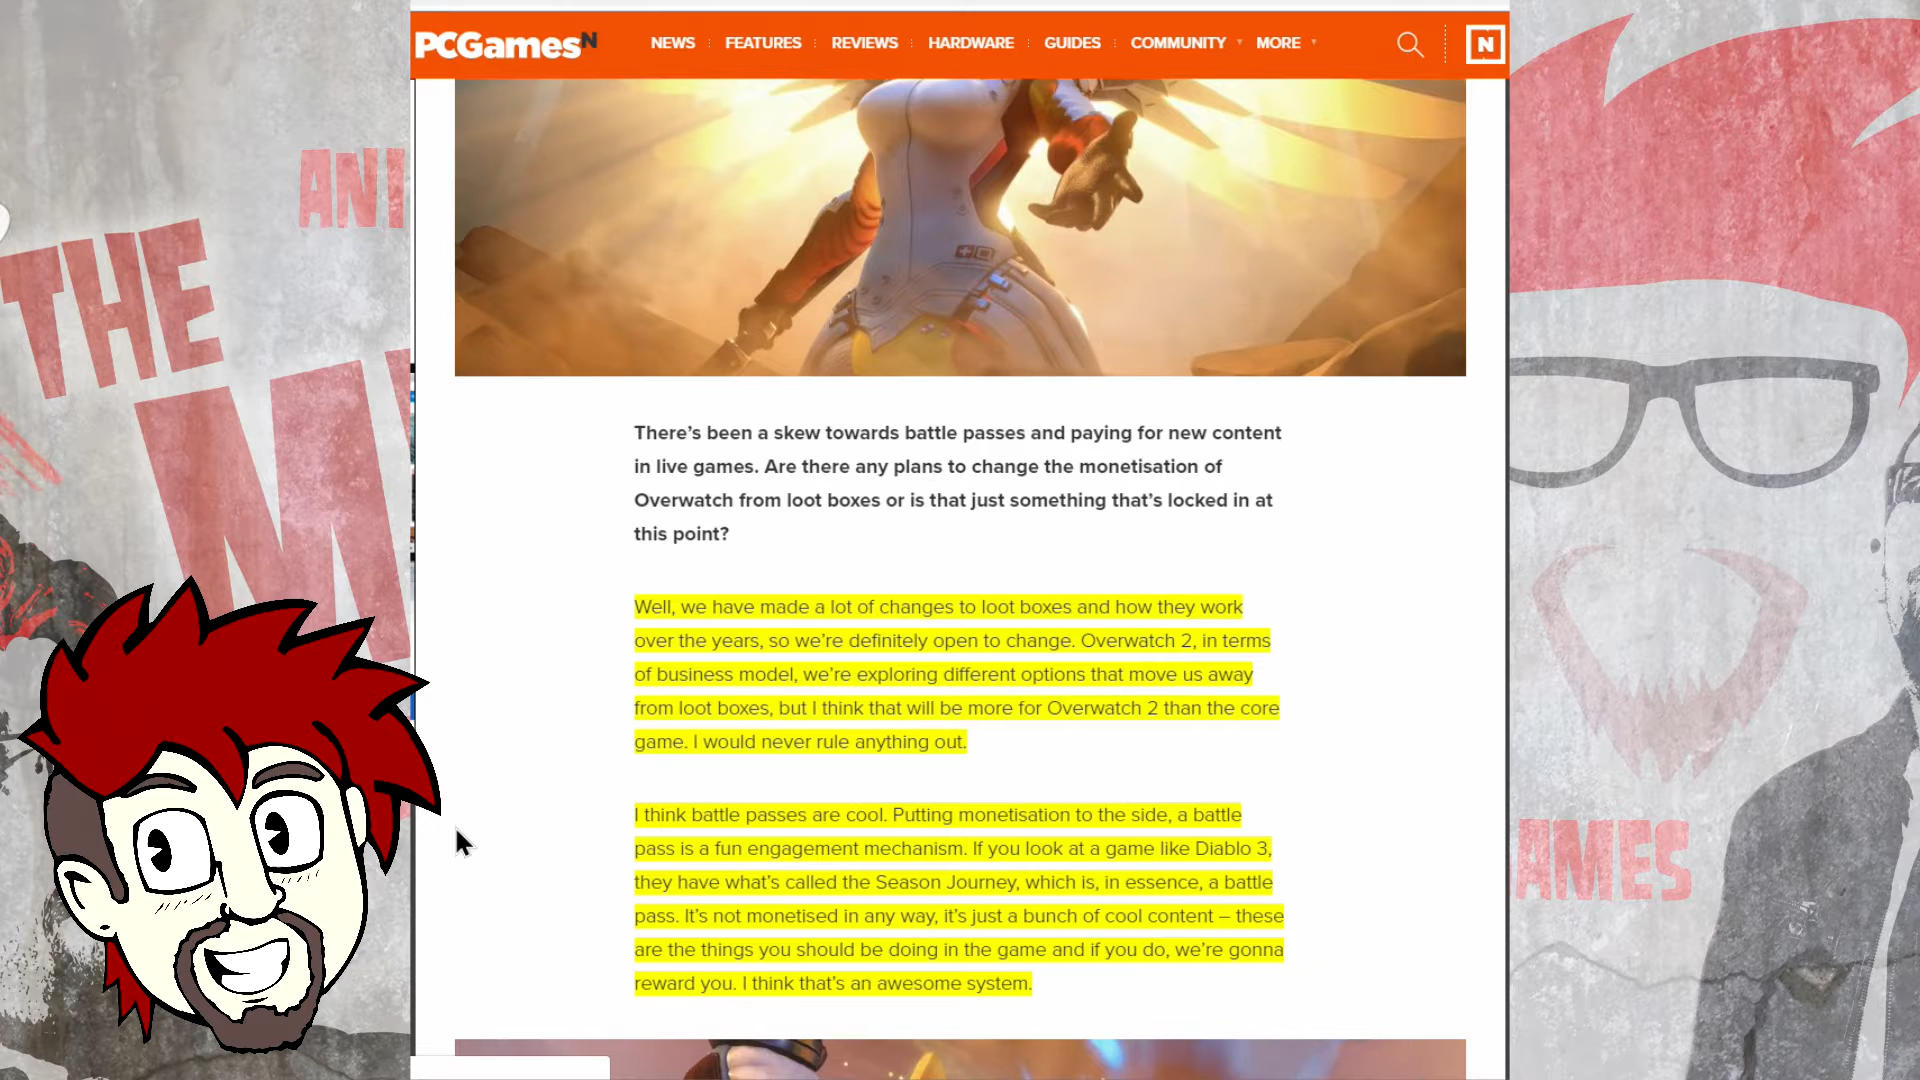 PCGamesN
NEWS FEATURES REVIEWS HARDWARE GUIDES COMMUNITY MORE
N
ANI
THE
There's been a skew towards battle passes and paying for new content
in live games. Are there any plans to change the monetisation of
Overwatch from loot boxes or is that just something that's locked in at
this point?
Well, we have made a lot of changes to loot boxes and how they work
over the years, so we're definitely open to change. Overwatch 2, in terms
of business model, we're exploring different options that move us away
from loot boxes, but I think that will be more for Overwatch 2 than the core
game. I would never rule anything out.
I think battle passes are cool. Putting monetisation to the side, a battle
pass is a fun engagement mechanism. If you look at a game like Diablo 3,
they have what's called the Season Journey, which is, in essence, a battle
pass. It's not monetised in any way, it's just a bunch of cool content – these
are the things you should be doing in the game and if you do, we're gonna
reward you. I think that's an awesome system.
AMES